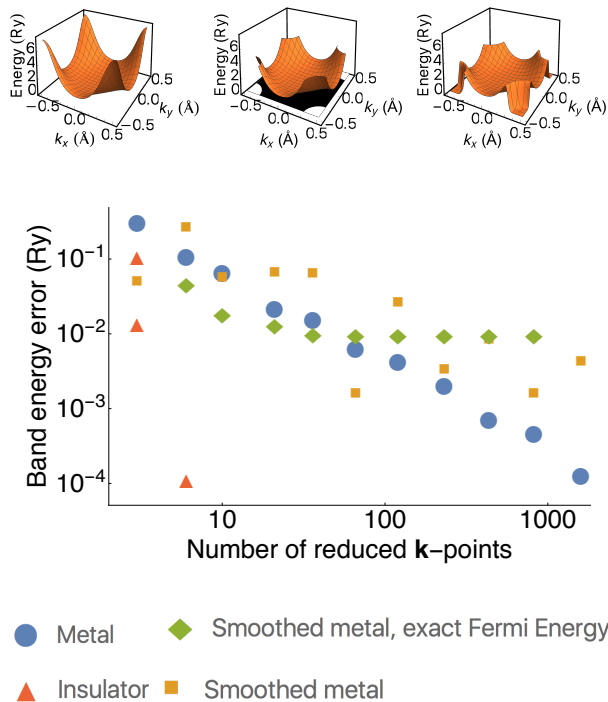 Energy (Ry)
6
4
2
0
−0.5
0.0
0.5
k_x (Å)
−0.5
0.0
0.5
k_y (Å)
Energy (Ry)
6
4
2
0
−0.5
0.0
0.5
k_x (Å)
−0.5
0.0
0.5
k_y (Å)
Energy (Ry)
6
4
2
0
−0.5
0.0
0.5
k_x (Å)
−0.5
0.0
0.5
k_y (Å)
Band energy error (Ry)
10⁻¹
10⁻²
10⁻³
10⁻⁴
10 100 1000
Number of reduced k−points
Metal
Smoothed metal, exact Fermi Energy
Insulator
Smoothed metal